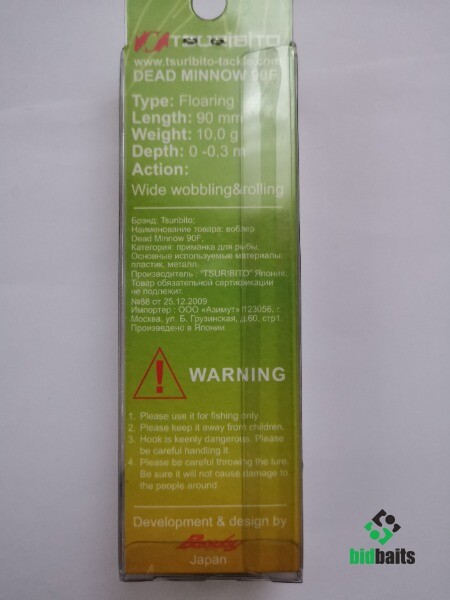 TSURIBITO
www.tsuribito-tackle.com
DEAD MINNOW 90F
Type: Floaring
Length: 90 mm
Weight: 10,0 g
Depth: 0 -0,3 m
Action:
Wide wobbling&rolling
Брэнд: Tsuribito;
Наименование товара: воблер
Dead Minnow 90F,
Категория: приманка для рыбы.
Основные используемые материалы:
пластик, металл.
Производитель : "TSURIBITO" Япония.
Товар обязательной сертификации
не подлежит.
№88 от 25.12.2009
Импортер : ООО «Азимут» 123056, г.
Москва, ул. Б. Грузинская, д.60, стр1.
Произведено в Японии.
WARNING
1. Please use it for fishing only.
2. Please keep it away from children.
3. Hook is keenly dangerous. Please
be careful handling it.
4. Please be careful throwing the lure.
Be sure it will not cause damage to
the people around.
Development & design by
Japan
bidbaits